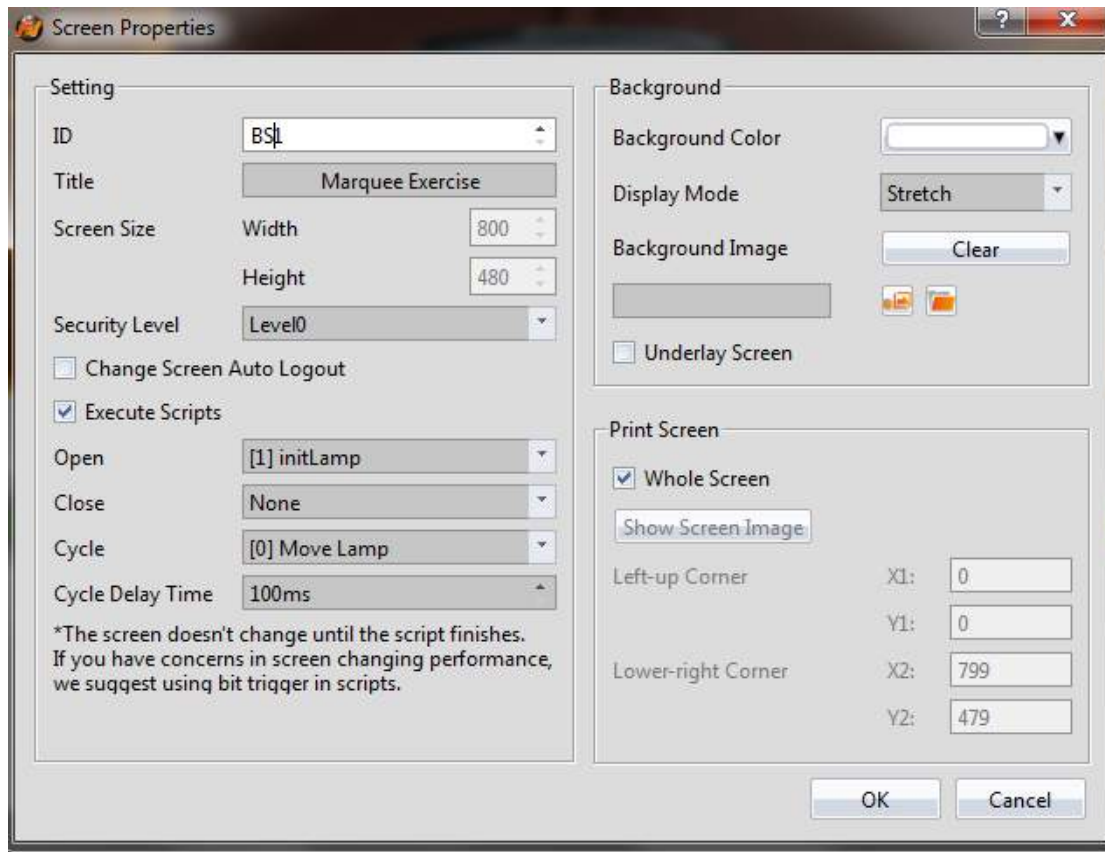 Screen Properties
Setting
ID BS1
Title Marquee Exercise
Screen Size Width 800
Height 480
Security Level Level0
Change Screen Auto Logout
Execute Scripts
Open [1] initLamp
Close None
Cycle [0] Move Lamp
Cycle Delay Time 100ms
*The screen doesn't change until the script finishes.
If you have concerns in screen changing performance,
we suggest using bit trigger in scripts.
Background
Background Color
Display Mode Stretch
Background Image Clear
Underlay Screen
Print Screen
Whole Screen
Show Screen Image
Left-up Corner X1: 0
Y1: 0
Lower-right Corner X2: 799
Y2: 479
OK Cancel